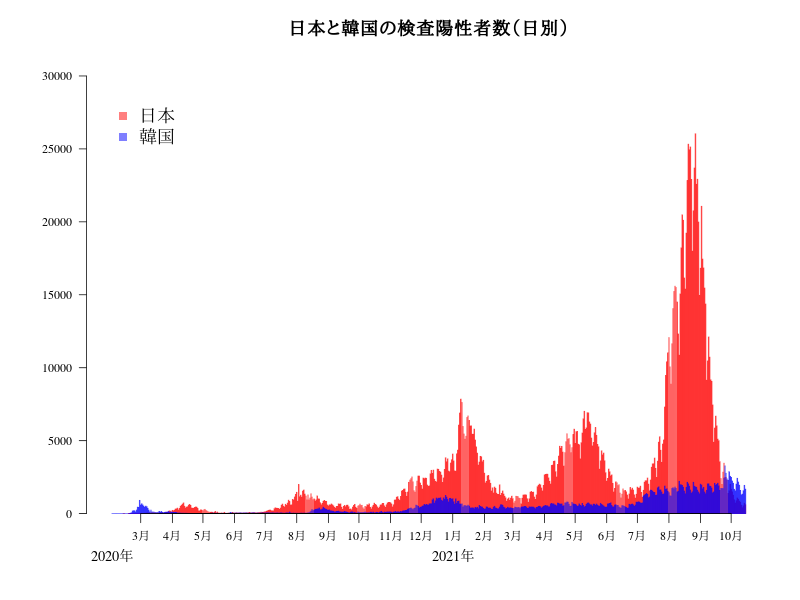 日本と韓国の検査陽性者数（日別）
30000
25000
20000
15000
10000
5000
0
日本
韓国
3月 4月 5月 6月 7月 8月 9月 10月 11月 12月 1月 2月 3月 4月 5月 6月 7月 8月 9月 10月
2020年 2021年